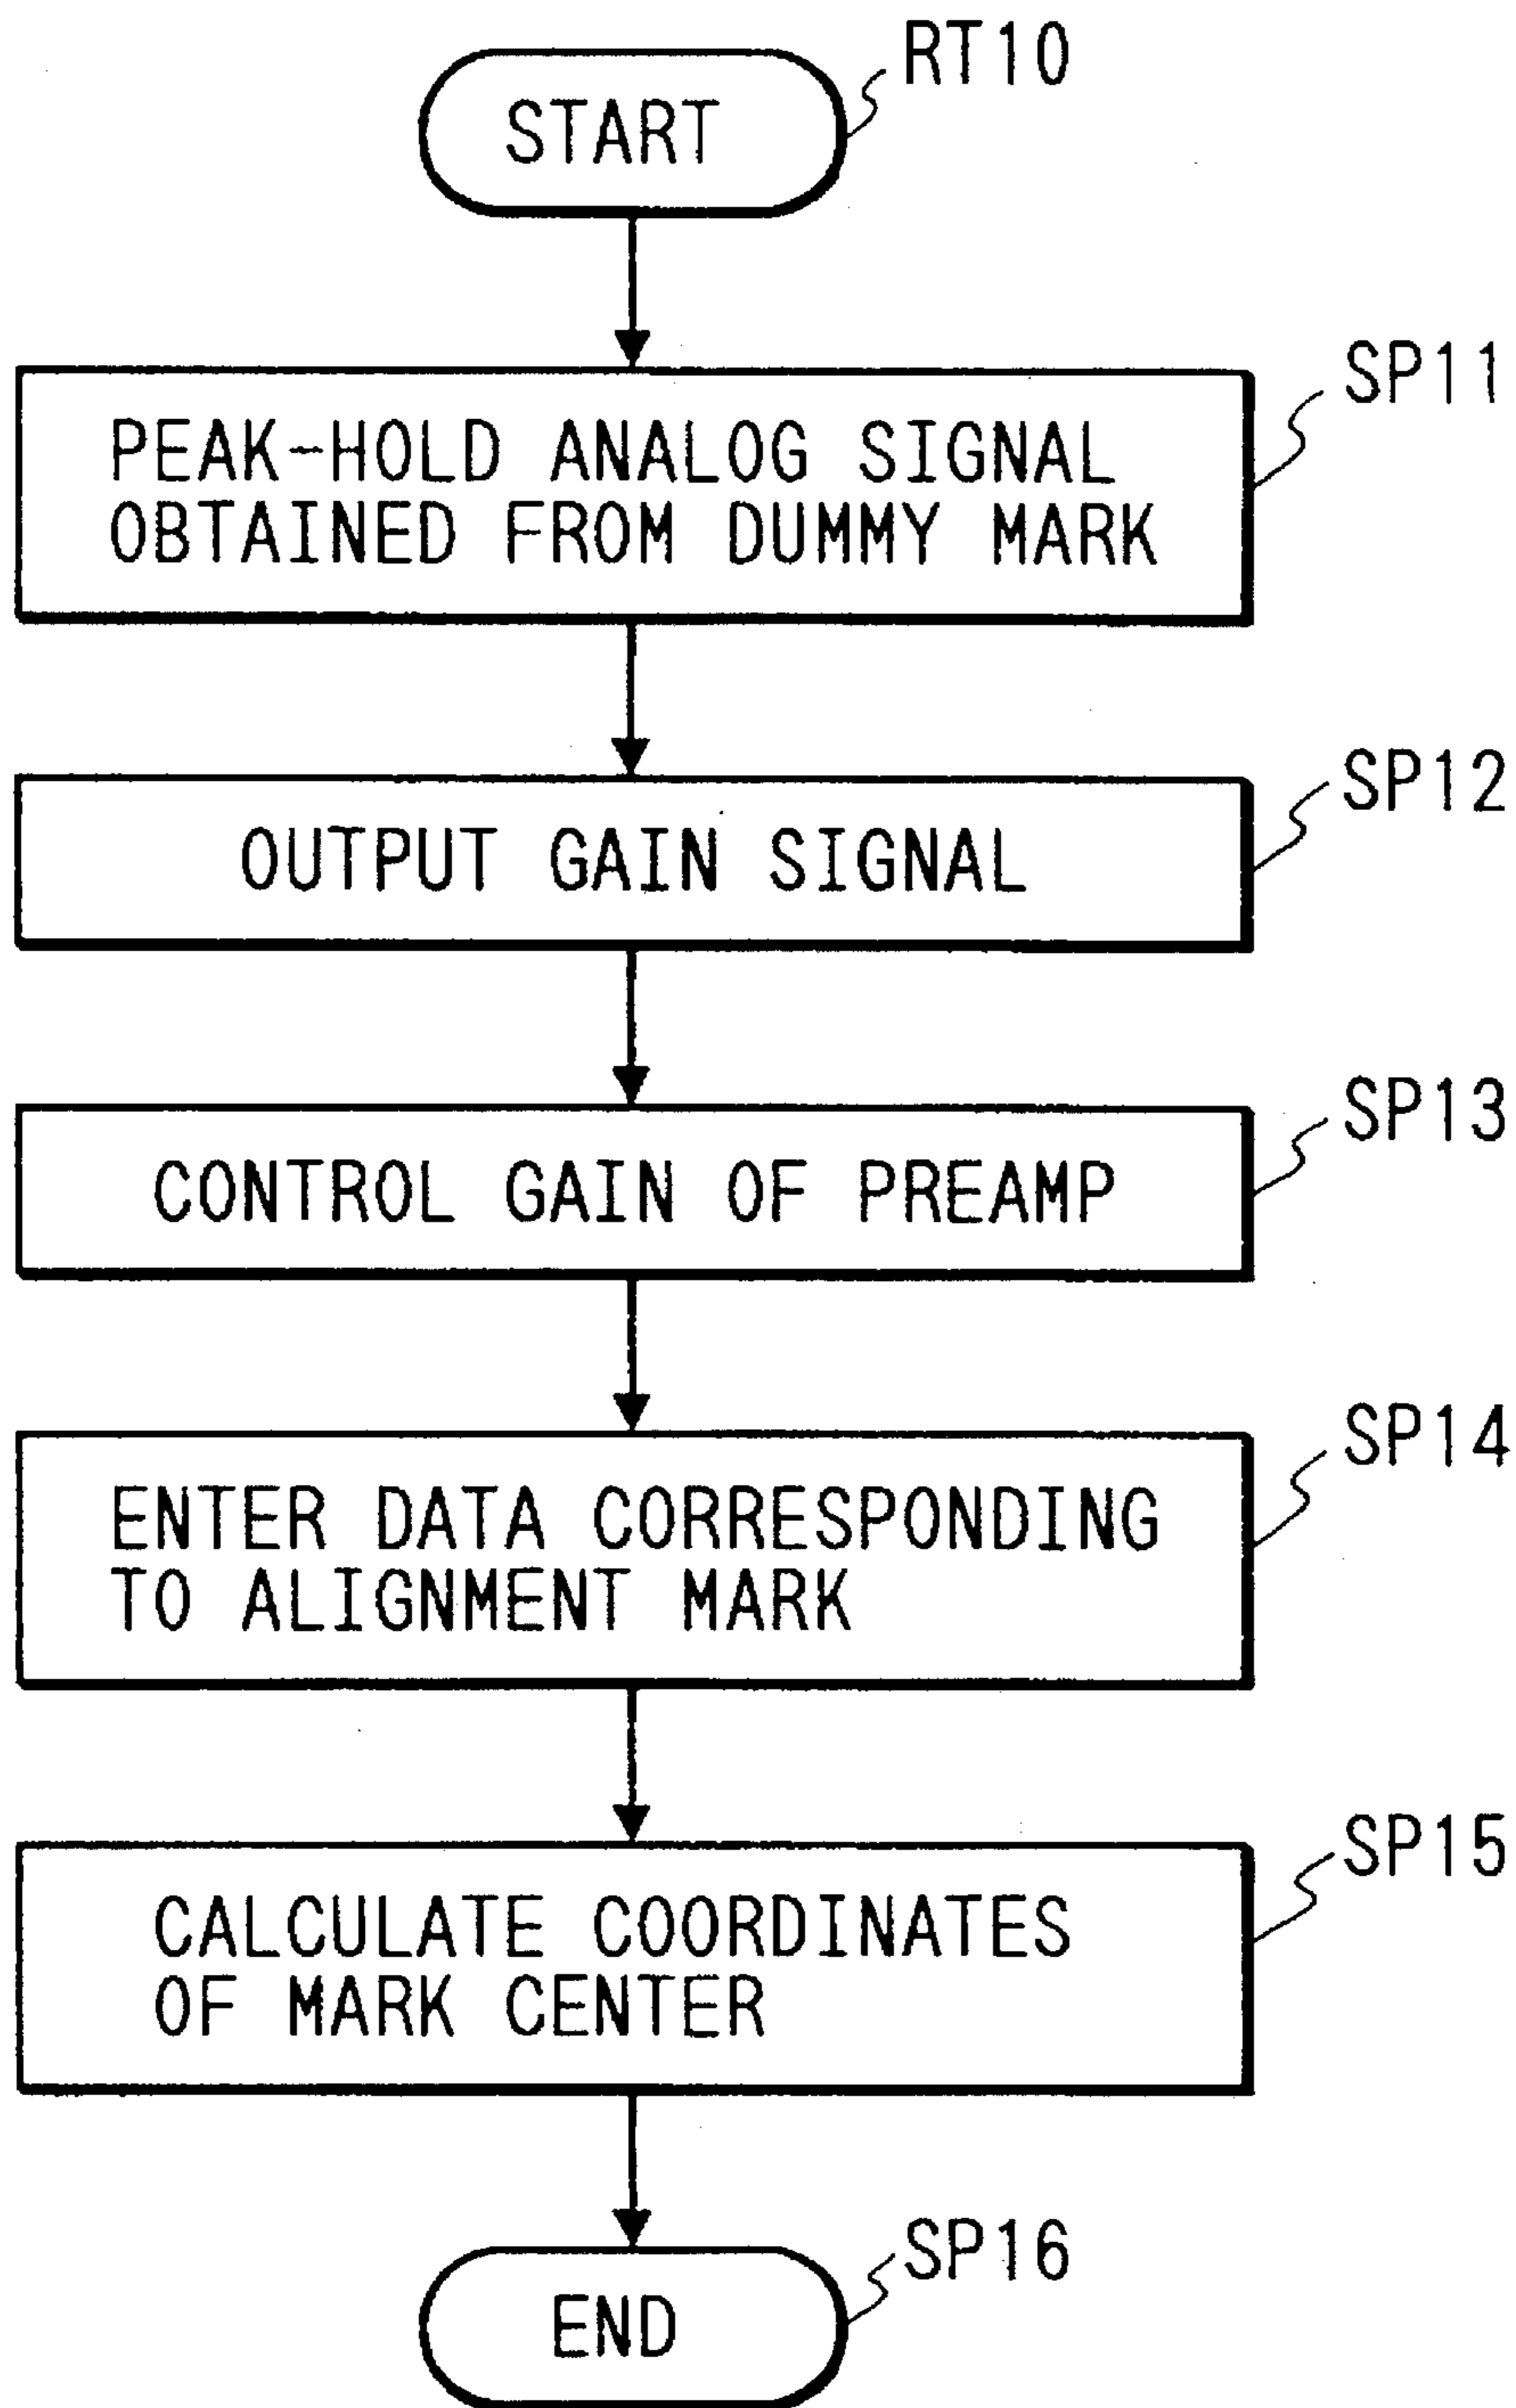 RT10
START
SP11
PEAK-HOLD ANALOG SIGNAL
OBTAINED FROM DUMMY MARK
SP12
OUTPUT GAIN SIGNAL
SP13
CONTROL GAIN OF PREAMP
SP14
ENTER DATA CORRESPONDING
TO ALIGNMENT MARK
SP15
CALCULATE COORDINATES
OF MARK CENTER
SP16
END